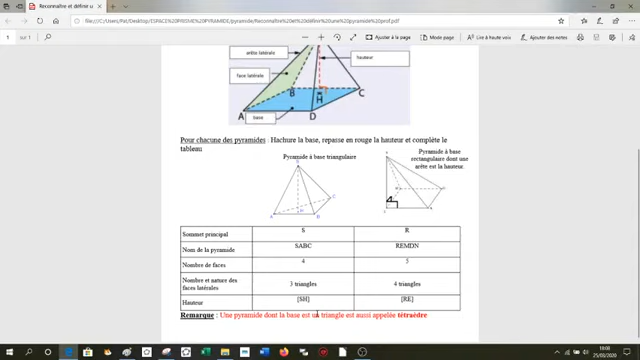 Reconnaître et définir u
C:/Users/Pat/Desktop/ESPACE%20PRISME%20PYRAMIDE/pyramide/Reconnaître%20et%20définir%20une%20pyramide%20prof.pdf
1 sur 1
Ajuster à la page
Mode page
Lire à voix haute
Ajouter des notes
arête latérale
hauteur
face latérale
B
H
C
A
D
base
Pour chacune des pyramides : Hachure la base, repasse en rouge la hauteur et complète le
tableau
Pyramide à base triangulaire
Pyramide à base
rectangulaire dont une
arête est la hauteur.
Sommet principal S R
Nom de la pyramide SABC REMDN
Nombre de faces 4 5
Nombre et nature des
faces latérales 3 triangles 4 triangles
Hauteur [SH] [RE]
Remarque : Une pyramide dont la base est un triangle est aussi appelée tétraèdre
18:08
25/03/2020